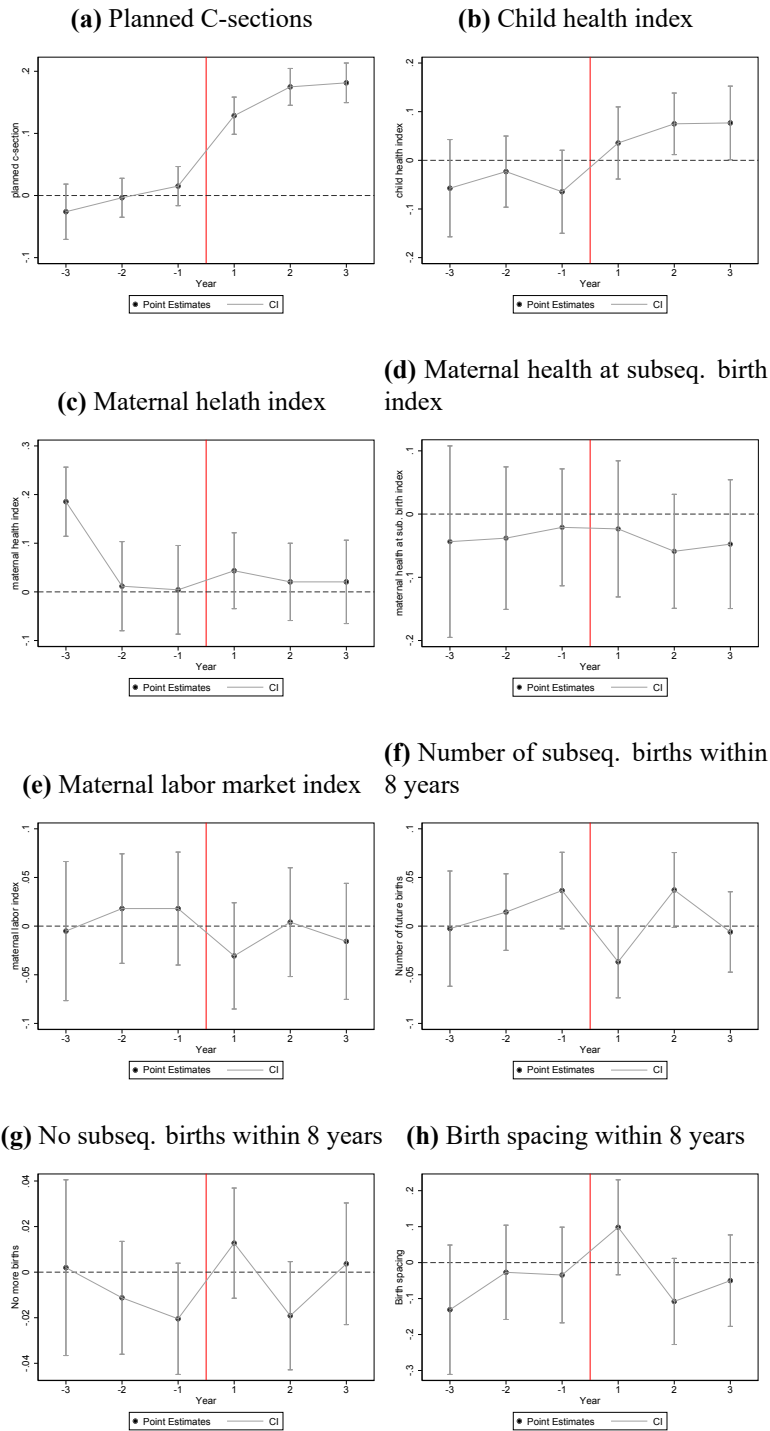 (a) Planned C-sections
(b) Child health index
planned c-section
.2
.1
0
-.1
-3 -2 -1 1 2 3
Year
Point Estimates CI
child health index
.2
.1
0
-.1
-.2
-3 -2 -1 1 2 3
Year
Point Estimates CI
(c) Maternal helath index
(d) Maternal health at subseq. birth
index
maternal health index
.3
.2
.1
0
-.1
-3 -2 -1 1 2 3
Year
Point Estimates CI
maternal health at sub. birth index
.1
0
-.1
-.2
-3 -2 -1 1 2 3
Year
Point Estimates CI
(e) Maternal labor market index
(f) Number of subseq. births within
8 years
maternal labor index
.1
.05
0
-.05
-.1
-3 -2 -1 1 2 3
Year
Point Estimates CI
Number of future births
.1
.05
0
-.05
-.1
-3 -2 -1 1 2 3
Year
Point Estimates CI
(g) No subseq. births within 8 years
(h) Birth spacing within 8 years
No more births
.04
.02
0
-.02
-.04
-3 -2 -1 1 2 3
Year
Point Estimates CI
Birth spacing
.2
.1
0
-.1
-.2
-.3
-3 -2 -1 1 2 3
Year
Point Estimates CI